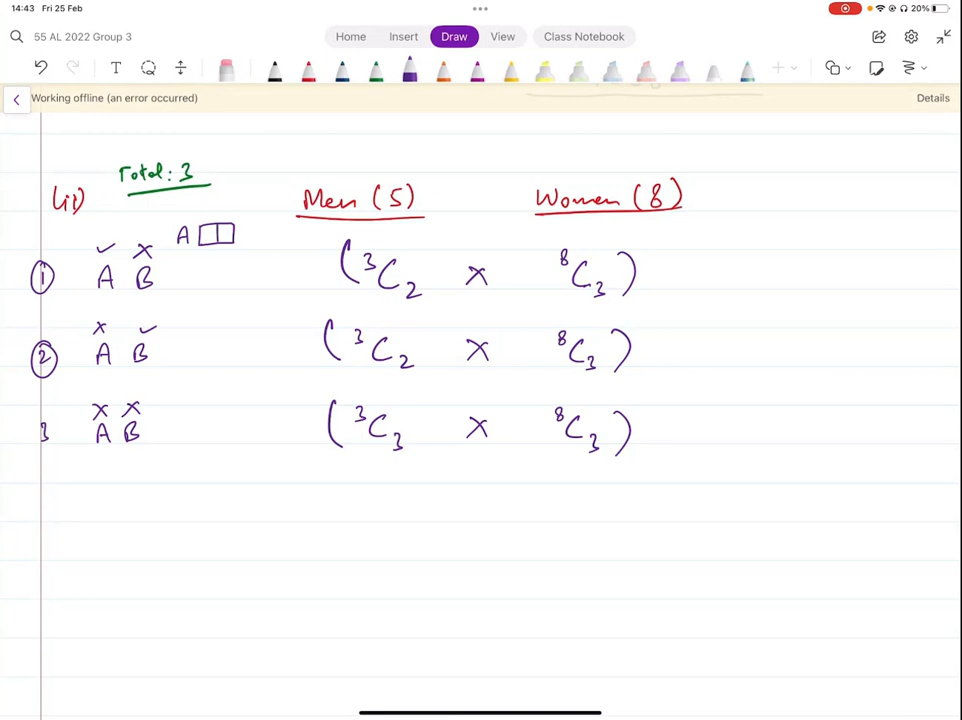 14:43 Fri 25 Feb 20%
55 AL 2022 Group 3 Home Insert Draw View Class Notebook
T
Working offline (an error occurred) Details
Total: 3
(ii) Men (5) Women (8)
A
✓ ×
① A B (³C₂ × ⁸C₃)
× ✓
② A B (³C₂ × ⁸C₃)
× ×
3 A B (³C₃ × ⁸C₃)